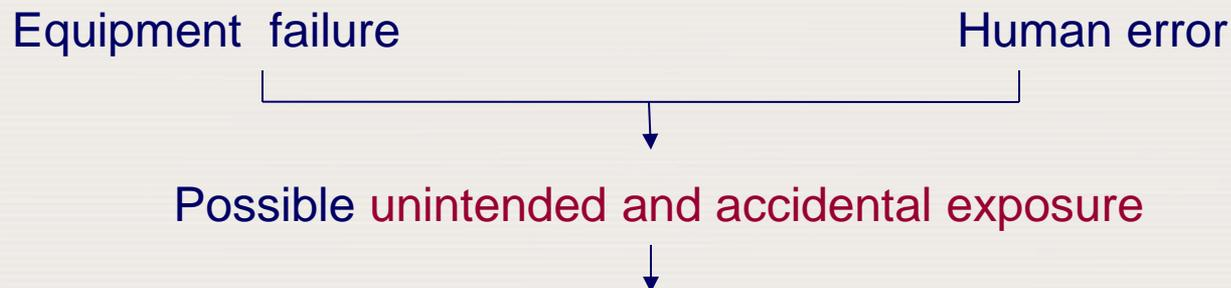 Equipment failure
Human error
Possible unintended and accidental exposure